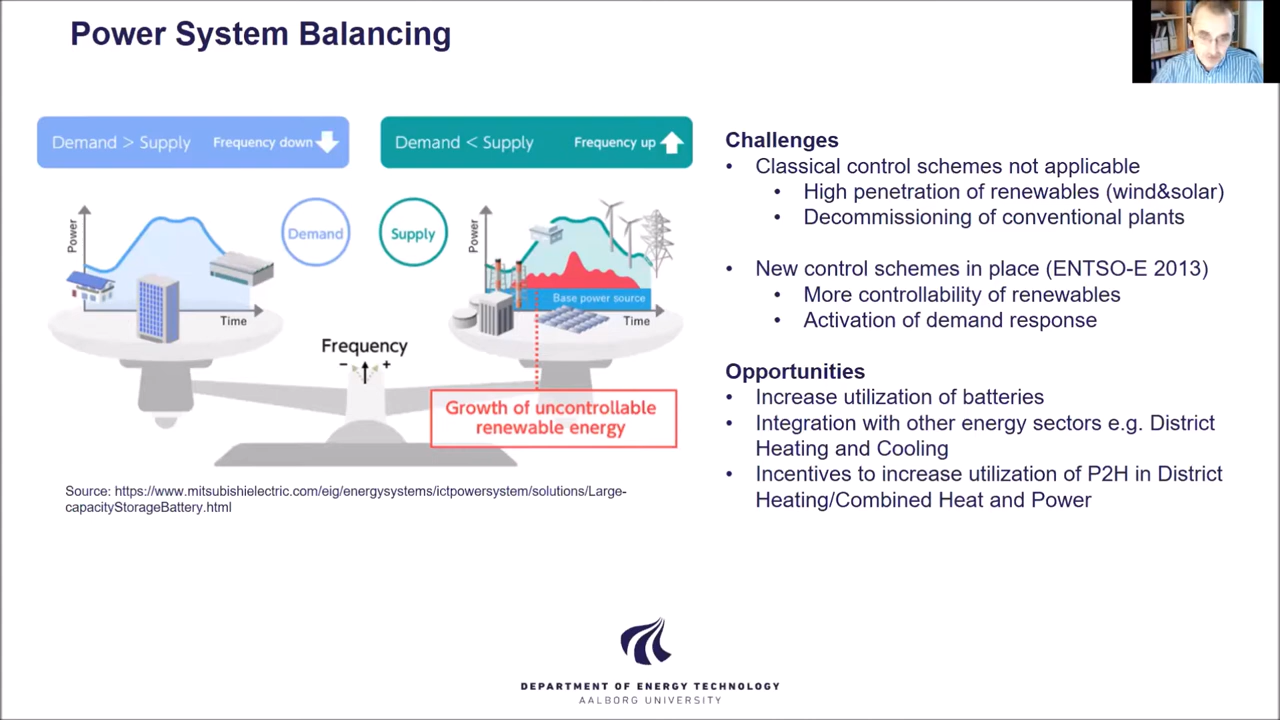 Power System Balancing
Demand > Supply Frequency down
Demand < Supply Frequency up
Power
Demand
Time
Supply
Power
Base power source
Time
Frequency
− +
Growth of uncontrollable
renewable energy
Source: https://www.mitsubishielectric.com/eig/energysystems/ictpowersystem/solutions/Large-
capacityStorageBattery.html
Challenges
• Classical control schemes not applicable
• High penetration of renewables (wind&solar)
• Decommissioning of conventional plants
• New control schemes in place (ENTSO-E 2013)
• More controllability of renewables
• Activation of demand response
Opportunities
• Increase utilization of batteries
• Integration with other energy sectors e.g. District
Heating and Cooling
• Incentives to increase utilization of P2H in District
Heating/Combined Heat and Power
DEPARTMENT OF ENERGY TECHNOLOGY
AALBORG UNIVERSITY